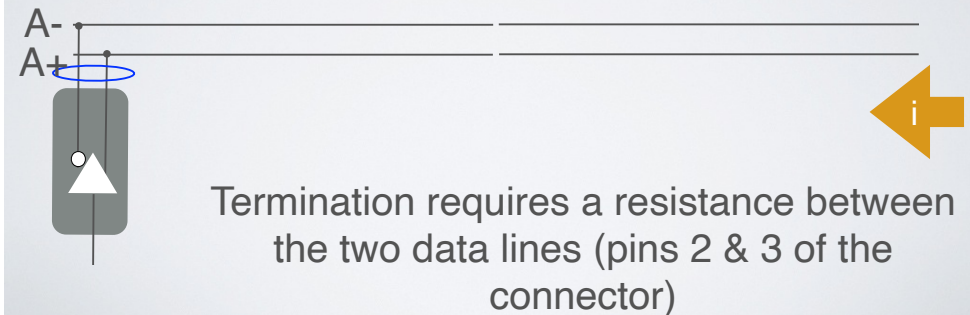 A-
A+
i
Termination requires a resistance between
the two data lines (pins 2 & 3 of the
connector)